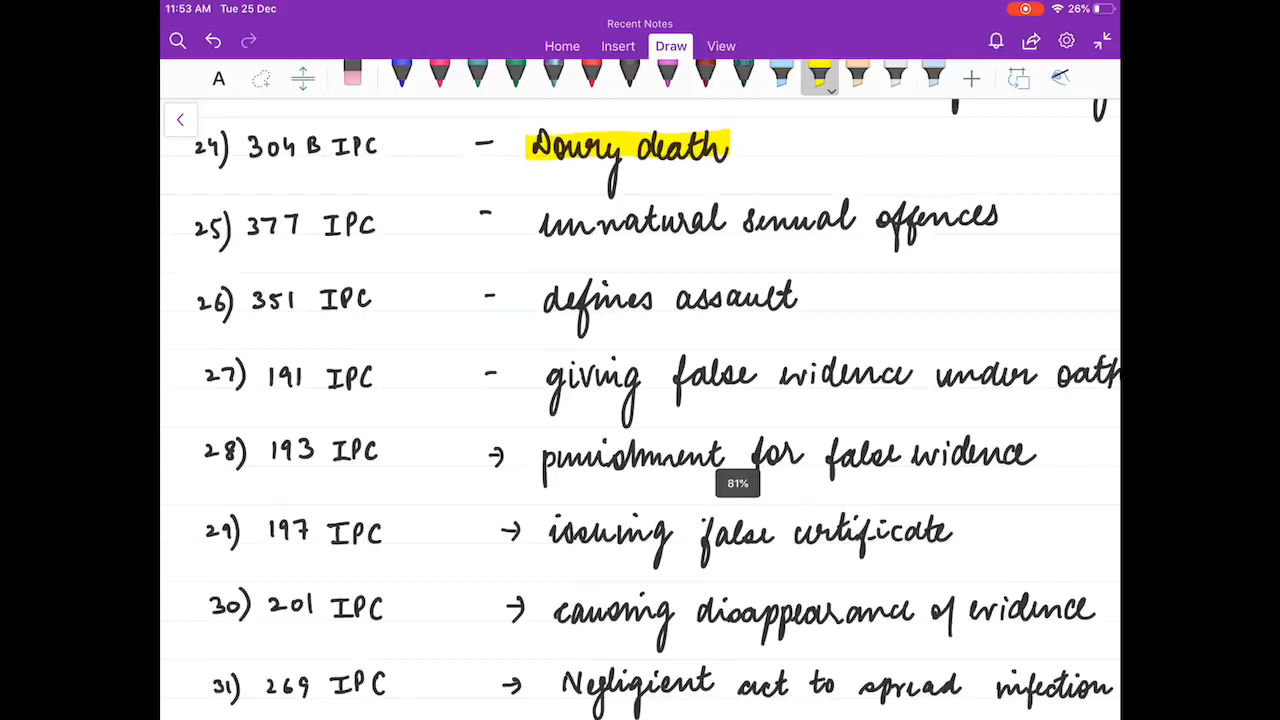 11:53 AM Tue 25 Dec
26%
Recent Notes
Home Insert Draw View
A
24) 304 B IPC - Dowry death
25) 377 IPC - unnatural sexual offences
26) 351 IPC - defines assault
27) 191 IPC - giving false evidence under oath
28) 193 IPC → punishment for false evidence
81%
29) 197 IPC → issuing false certificate
30) 201 IPC → causing disappearance of evidence
31) 269 IPC → Negligient act to spread infection